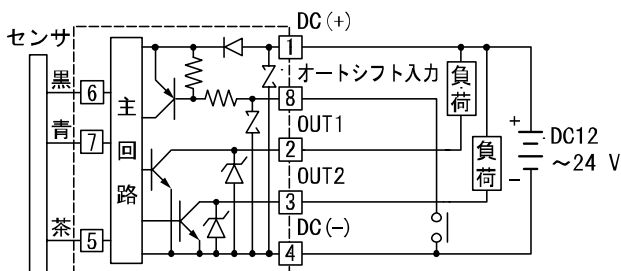 センサ
黒
青
茶
6
7
5
主回路
DC(+)
1
オートシフト入力
8
OUT1
2
OUT2
3
DC(-)
4
負荷
負荷
+
DC12
～24 V
-